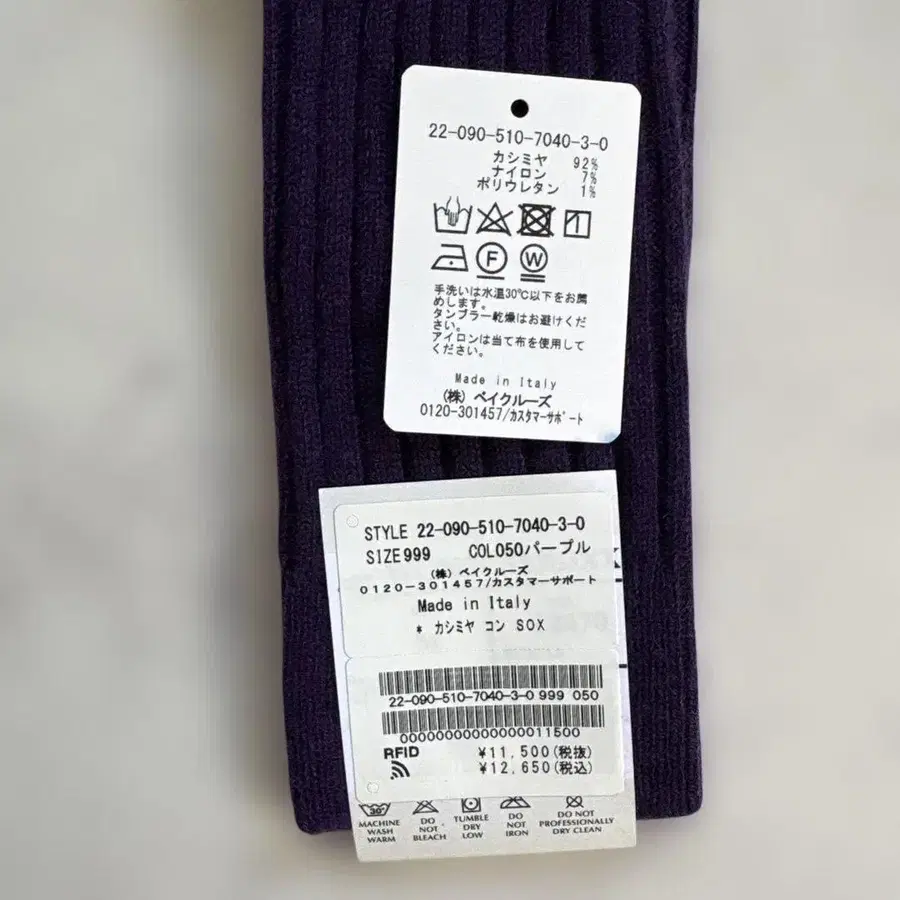 22-090-510-7040-3-0
カシミヤ 92%
ナイロン 7%
ポリウレタン 1%
F W
手洗いは水温30℃以下をお薦
めします。
タンブラー乾燥はお避けくだ
さい。
アイロンは当て布を使用して
ください。
Made in Italy
(株) ベイクルーズ
0120-301457/カスタマーサポート
STYLE 22-090-510-7040-3-0
SIZE 999 COL050パープル
(株) ベイクルーズ
0120-301457/カスタマーサポート
Made in Italy
* カシミヤ コン SOX
22-090-510-7040-3-0 999 050
00000000000000011500
RFID
¥11,500(税抜)
¥12,650(税込)
30°
MACHINE WASH WARM
DO NOT BLEACH
TUMBLE DRY LOW
DO NOT IRON
DO NOT PROFESSIONALLY DRY CLEAN